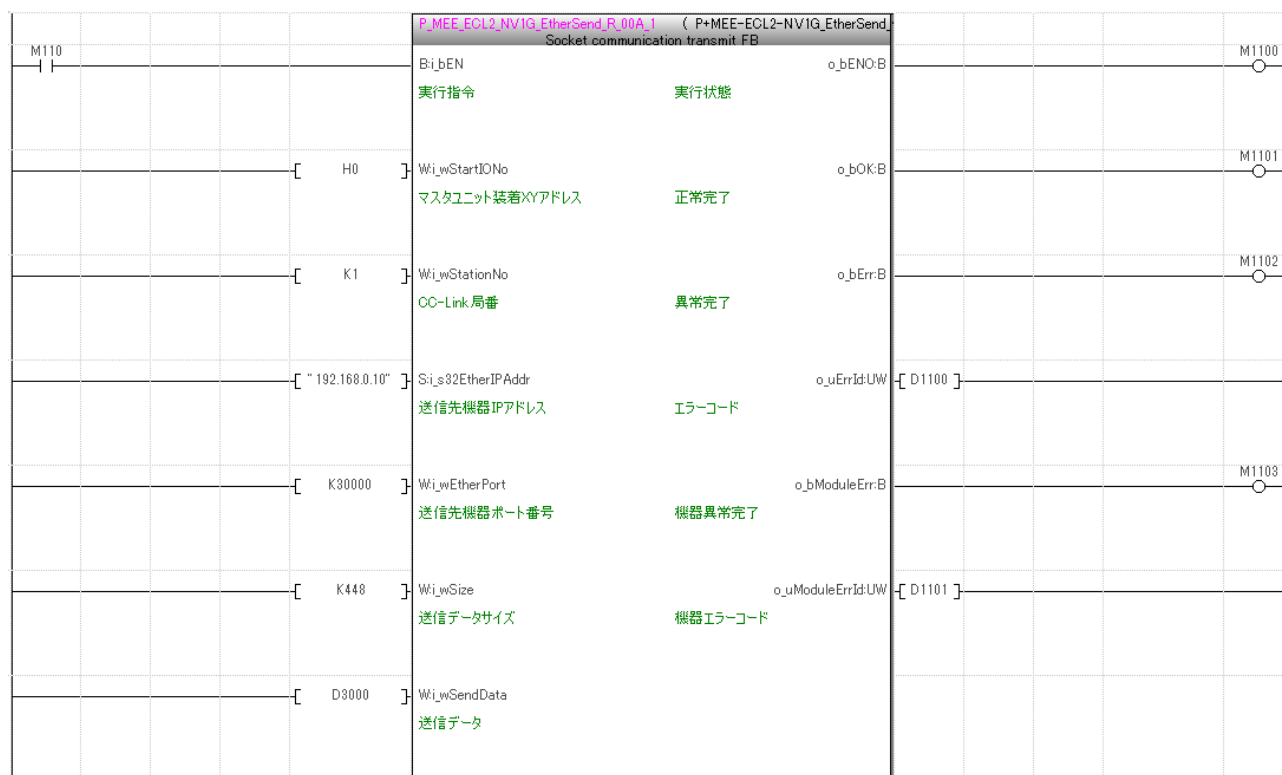 P_MEE_ECL2_NV1G_EtherSend_R_00A_1 ( P+MEE-ECL2-NV1G_EtherSend_
Socket communication transmit FB
M110 B:i_bEN o_bENO:B M1100
実行指令 実行状態
H0 W:i_wStartIONo o_bOK:B M1101
マスタユニット装着XYアドレス 正常完了
K1 W:i_wStationNo o_bErr:B M1102
CC-Link局番 異常完了
"192.168.0.10" S:i_s32EtherIPAddr o_uErrId:UW D1100
送信先機器IPアドレス エラーコード
K30000 W:i_wEtherPort o_bModuleErr:B M1103
送信先機器ポート番号 機器異常完了
K448 W:i_wSize o_uModuleErrId:UW D1101
送信データサイズ 機器エラーコード
D3000 W:i_wSendData
送信データ